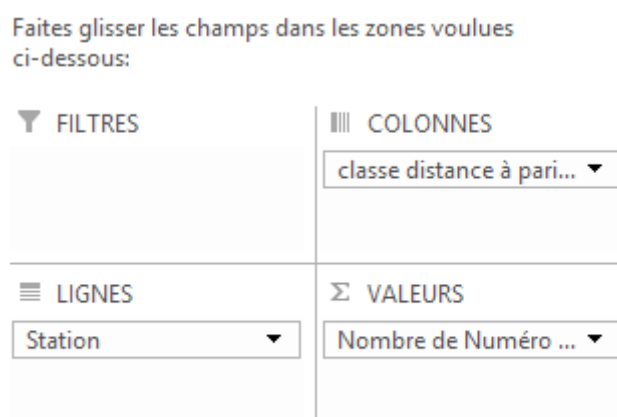 Faites glisser les champs dans les zones voulues
ci-dessous:
FILTRES
COLONNES
classe distance à pari...
LIGNES
Σ VALEURS
Station
Nombre de Numéro ...